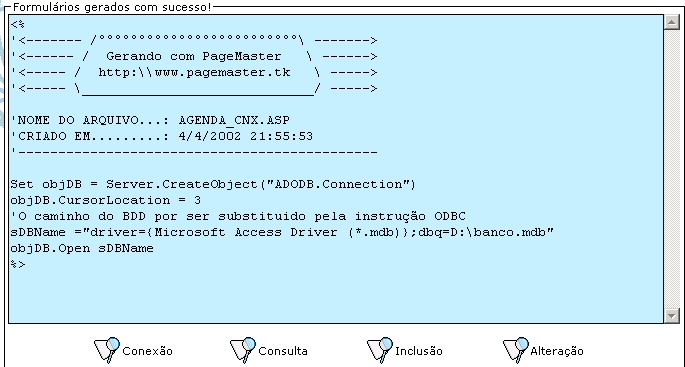 Formulários gerados com sucesso!
<%
'<------- /°°°°°°°°°°°°°°°°°°°°°°°°°\ ------->
'<------ /  Gerando com PageMaster   \ ------>
'<----- /  http:\\www.pagemaster.tk   \ ----->
'<----- \_____________________________/ ----->
'NOME DO ARQUIVO...: AGENDA_CNX.ASP
'CRIADO EM.........: 4/4/2002 21:55:53
'---------------------------------------------
Set objDB = Server.CreateObject("ADODB.Connection")
objDB.CursorLocation = 3
'O caminho do BDD por ser substituido pela instrução ODBC
sDBName ="driver={Microsoft Access Driver (*.mdb)};dbq=D:\banco.mdb"
objDB.Open sDBName
%>
Conexão Consulta Inclusão Alteração